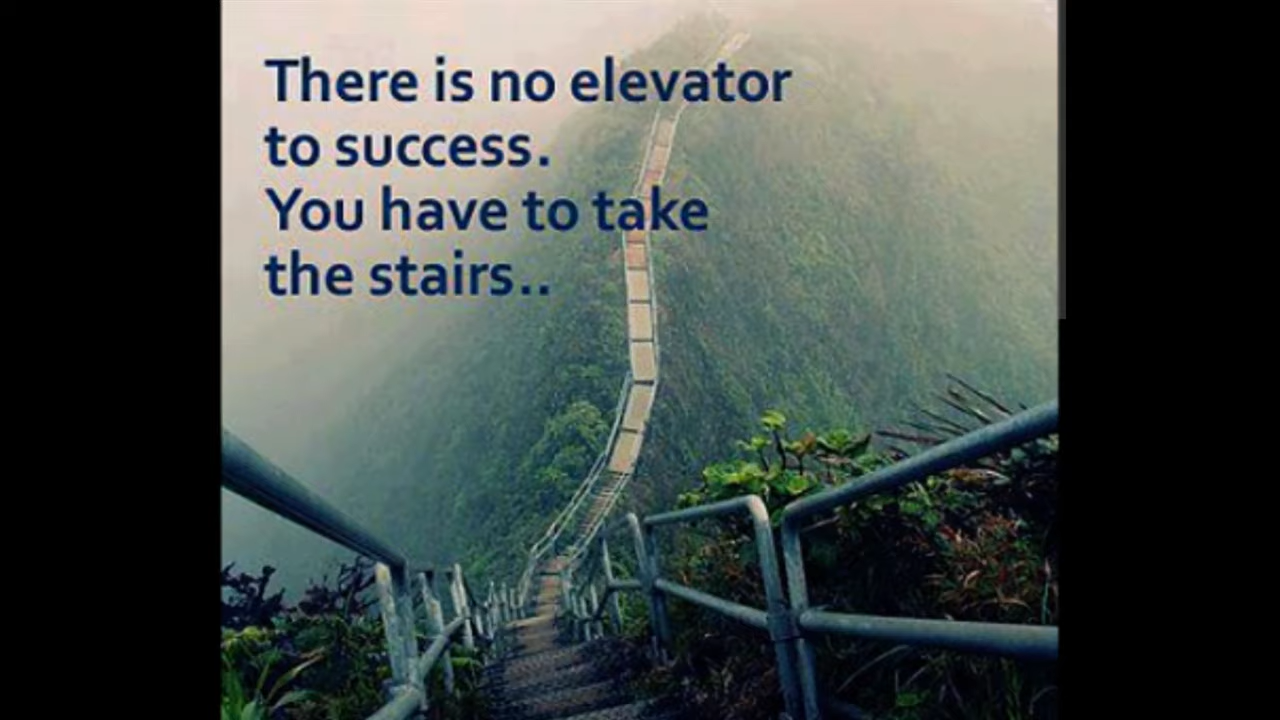 There is no elevator
to success.
You have to take
the stairs..